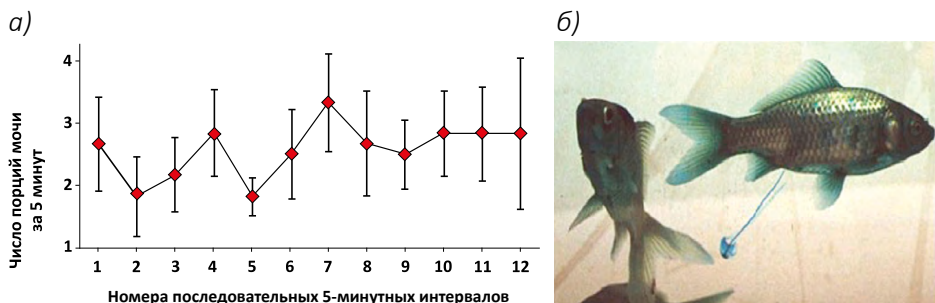 а)
б)
Число порций мочи
за 5 минут
4
3
2
1
1 2 3 4 5 6 7 8 9 10 11 12
Номера последовательных 5-минутных интервалов